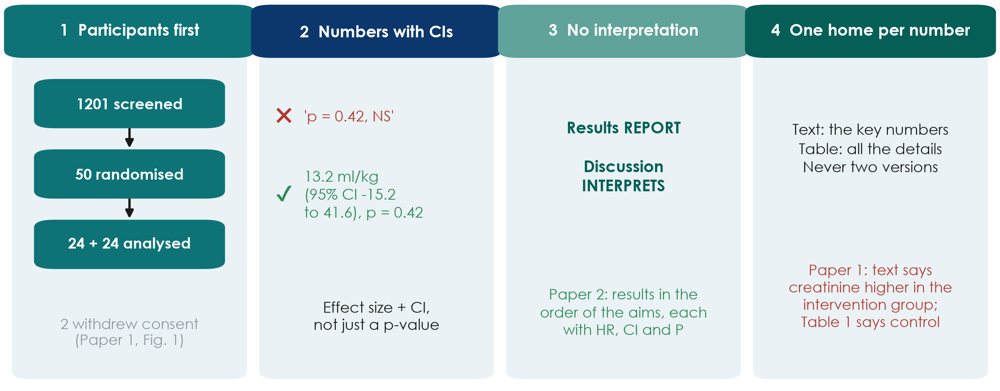 1 Participants first
1201 screened
50 randomised
24 + 24 analysed
2 withdrew consent
(Paper 1, Fig. 1)
2 Numbers with CIs
✕ 'p = 0.42, NS'
13.2 ml/kg
✓ (95% CI -15.2
to 41.6), p = 0.42
Effect size + CI,
not just a p-value
3 No interpretation
Results REPORT
Discussion
INTERPRETS
Paper 2: results in the
order of the aims, each
with HR, CI and P
4 One home per number
Text: the key numbers
Table: all the details
Never two versions
Paper 1: text says
creatinine higher in the
intervention group;
Table 1 says control